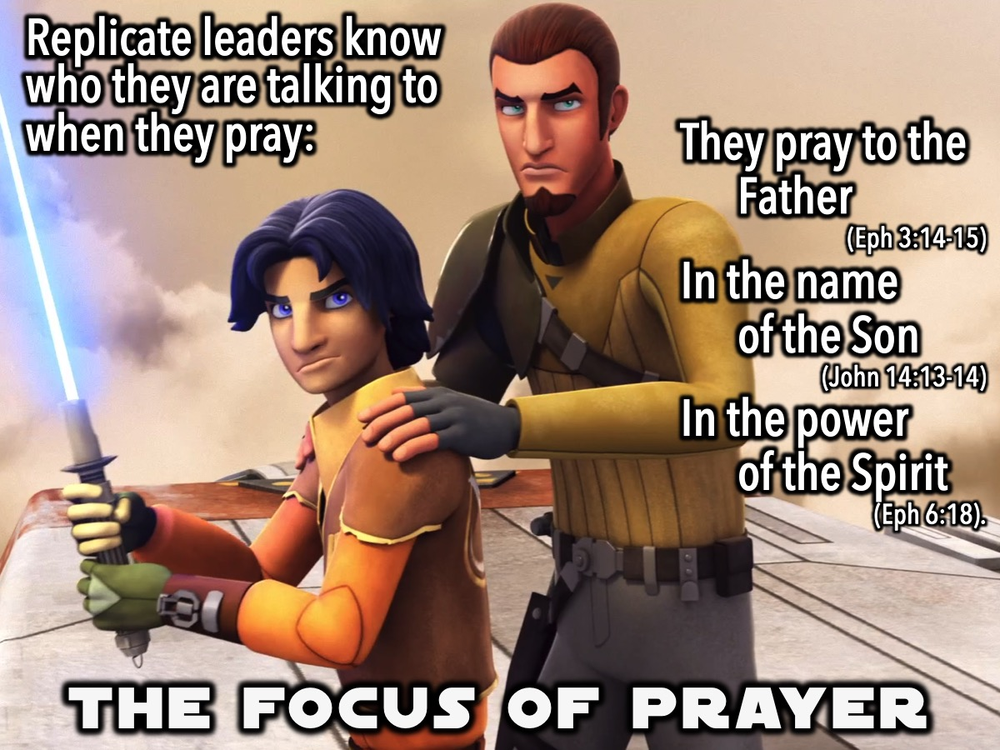 Replicate leaders know
who they are talking to
when they pray:
They pray to the
Father
(Eph 3:14-15)
In the name
of the Son
(John 14:13-14)
In the power
of the Spirit
(Eph 6:18).
THE FOCUS OF PRAYER